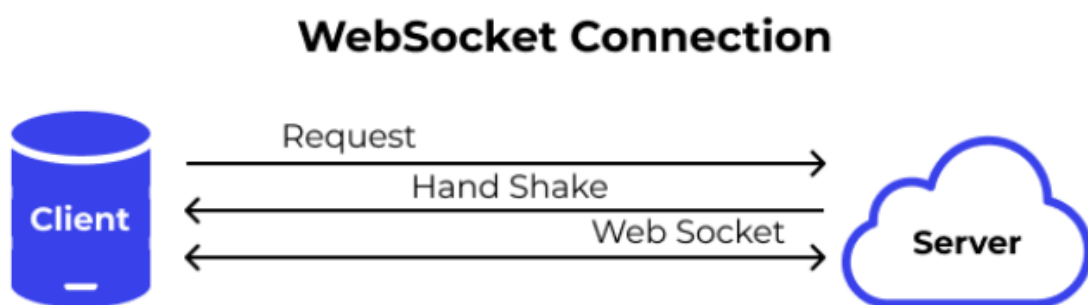 WebSocket Connection
Request
Hand Shake
Web Socket
Client
Server